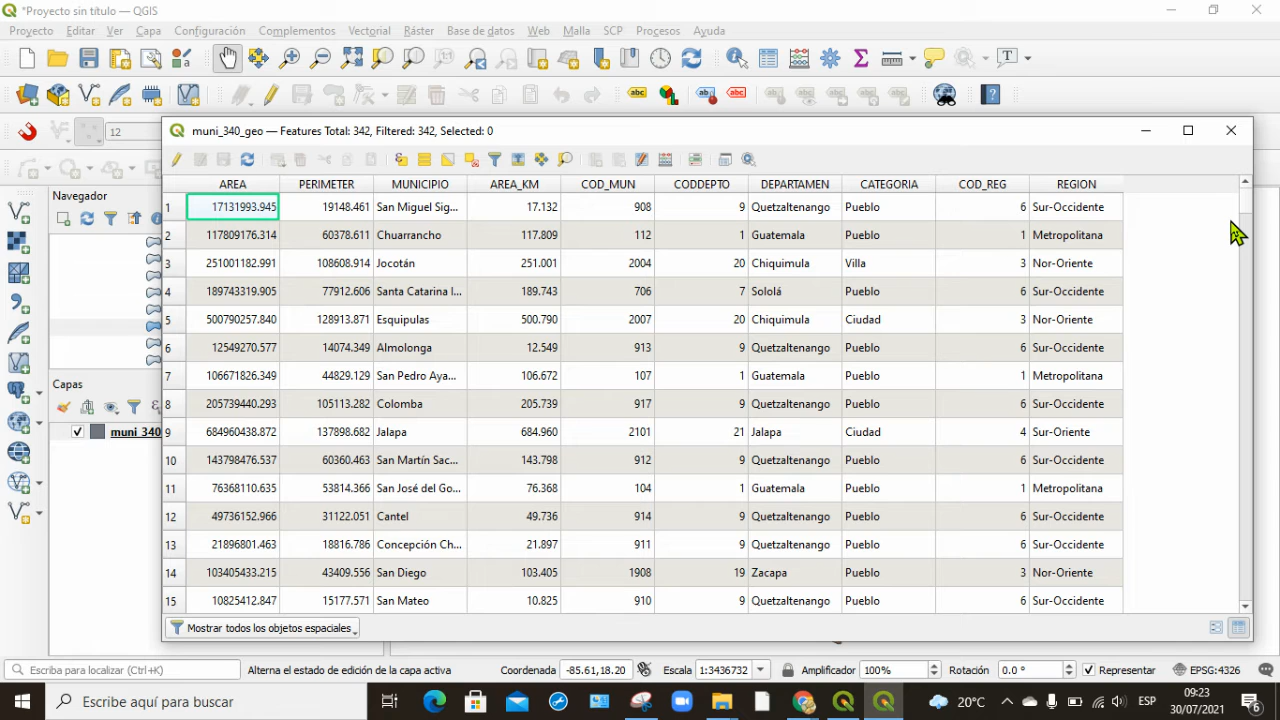 *Proyecto sin título — QGIS
Proyecto Editar Ver Capa Configuración Complementos Vectorial Ráster Base de datos Web Malla SCP Procesos Ayuda
12
muni_340_geo — Features Total: 342, Filtered: 342, Selected: 0
Navegador
AREA PERIMETER MUNICIPIO AREA_KM COD_MUN CODDEPTO DEPARTAMEN CATEGORIA COD_REG REGION
1 17131993.945 19148.461 San Miguel Sig... 17.132 908 9 Quetzaltenango Pueblo 6 Sur-Occidente
2 117809176.314 60378.611 Chuarrancho 117.809 112 1 Guatemala Pueblo 1 Metropolitana
3 251001182.991 108608.914 Jocotán 251.001 2004 20 Chiquimula Villa 3 Nor-Oriente
4 189743319.905 77912.606 Santa Catarina I... 189.743 706 7 Sololá Pueblo 6 Sur-Occidente
5 500790257.840 128913.871 Esquipulas 500.790 2007 20 Chiquimula Ciudad 3 Nor-Oriente
6 12549270.577 14074.349 Almolonga 12.549 913 9 Quetzaltenango Pueblo 6 Sur-Occidente
7 106671826.349 44829.129 San Pedro Aya... 106.672 107 1 Guatemala Pueblo 1 Metropolitana
8 205739440.293 105113.282 Colomba 205.739 917 9 Quetzaltenango Pueblo 6 Sur-Occidente
9 684960438.872 137898.682 Jalapa 684.960 2101 21 Jalapa Ciudad 4 Sur-Oriente
10 143798476.537 60360.463 San Martín Sac... 143.798 912 9 Quetzaltenango Pueblo 6 Sur-Occidente
11 76368110.635 53814.366 San José del Go... 76.368 104 1 Guatemala Pueblo 1 Metropolitana
12 49736152.966 31122.051 Cantel 49.736 914 9 Quetzaltenango Pueblo 6 Sur-Occidente
13 21896801.463 18816.786 Concepción Ch... 21.897 911 9 Quetzaltenango Pueblo 6 Sur-Occidente
14 103405433.215 43409.556 San Diego 103.405 1908 19 Zacapa Pueblo 3 Nor-Oriente
15 10825412.847 15177.571 San Mateo 10.825 910 9 Quetzaltenango Pueblo 6 Sur-Occidente
Capas
muni_340
Mostrar todos los objetos espaciales
Escriba para localizar (Ctrl+K) Alterna el estado de edición de la capa activa Coordenada -85.61,18.20 Escala 1:3436732 Amplificador 100% Rotación 0.0 ° Representar EPSG:4326
Escribe aquí para buscar 20°C ESP 09:23
30/07/2021 6